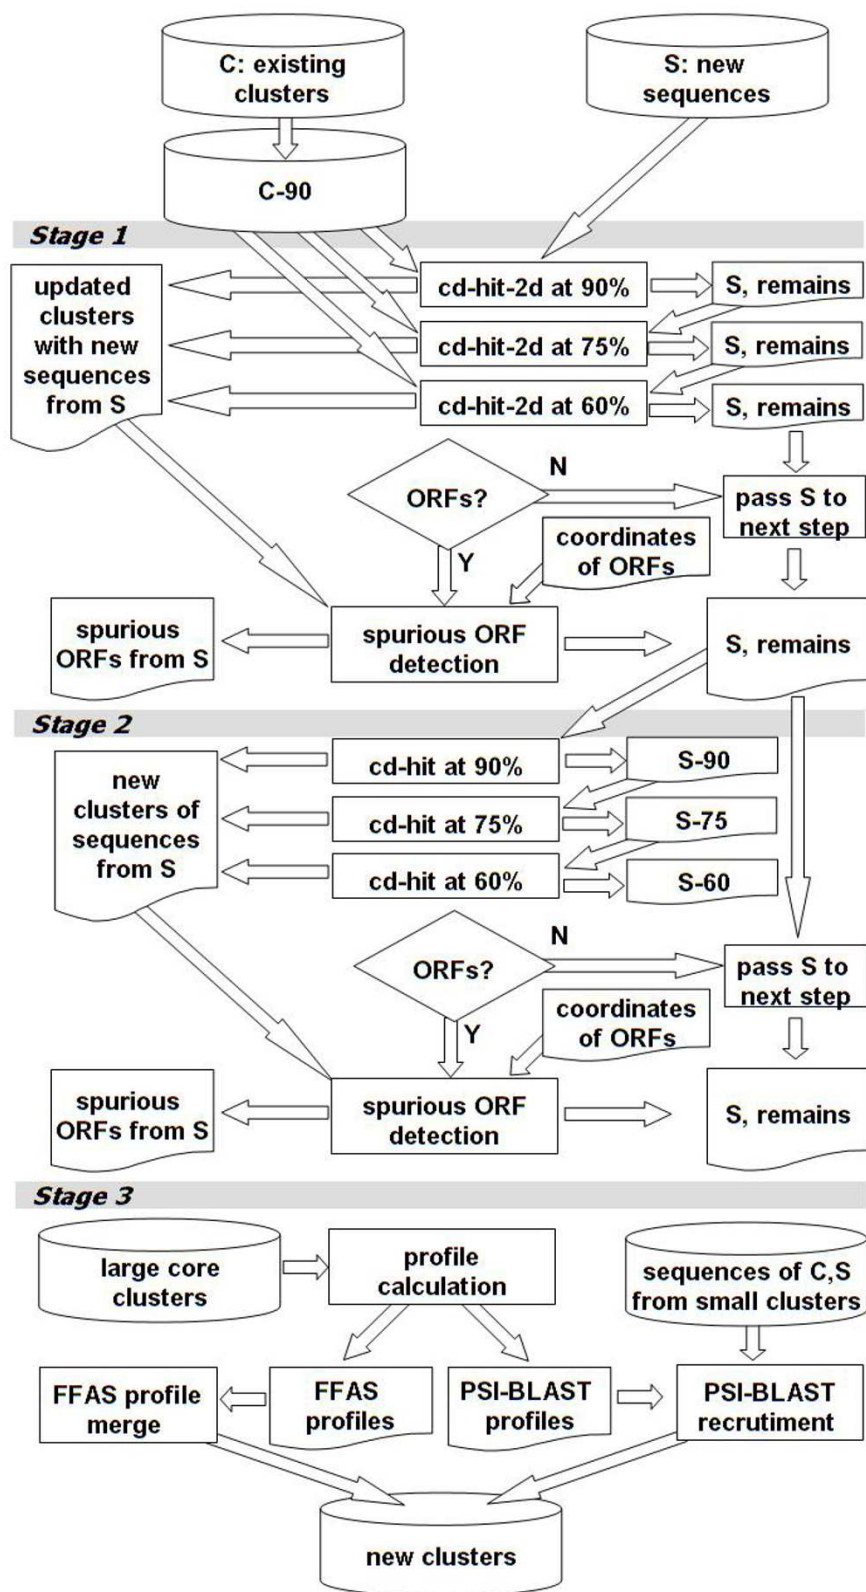 C: existing
clusters
S: new
sequences
C-90
Stage 1
updated
clusters
with new
sequences
from S
cd-hit-2d at 90%
S, remains
cd-hit-2d at 75%
S, remains
cd-hit-2d at 60%
S, remains
ORFs?
N
Y
pass S to
next step
coordinates
of ORFs
spurious
ORFs from S
spurious ORF
detection
S, remains
Stage 2
new
clusters of
sequences
from S
cd-hit at 90%
S-90
cd-hit at 75%
S-75
cd-hit at 60%
S-60
ORFs?
N
Y
pass S to
next step
coordinates
of ORFs
spurious
ORFs from S
spurious ORF
detection
S, remains
Stage 3
large core
clusters
profile
calculation
sequences of C,S
from small clusters
FFAS profile
merge
FFAS
profiles
PSI-BLAST
profiles
PSI-BLAST
recrutiment
new clusters